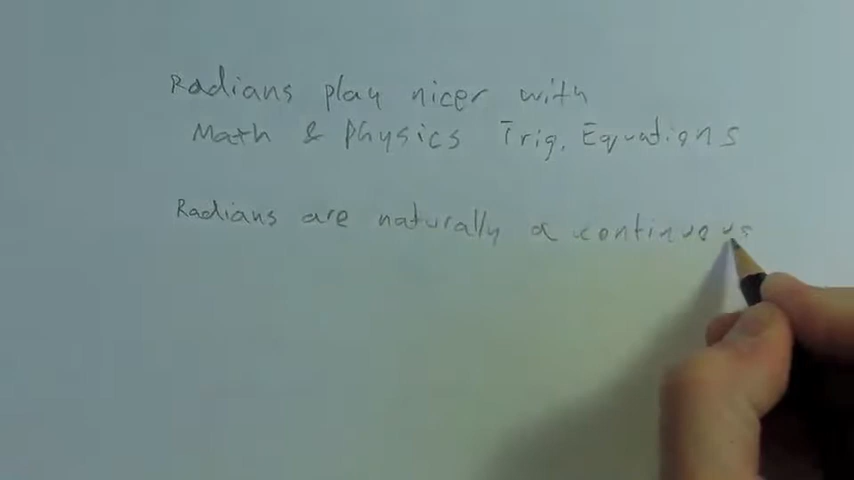 Radians play nicer with
Math & Physics Trig. Equations
Radians are naturally a continuous